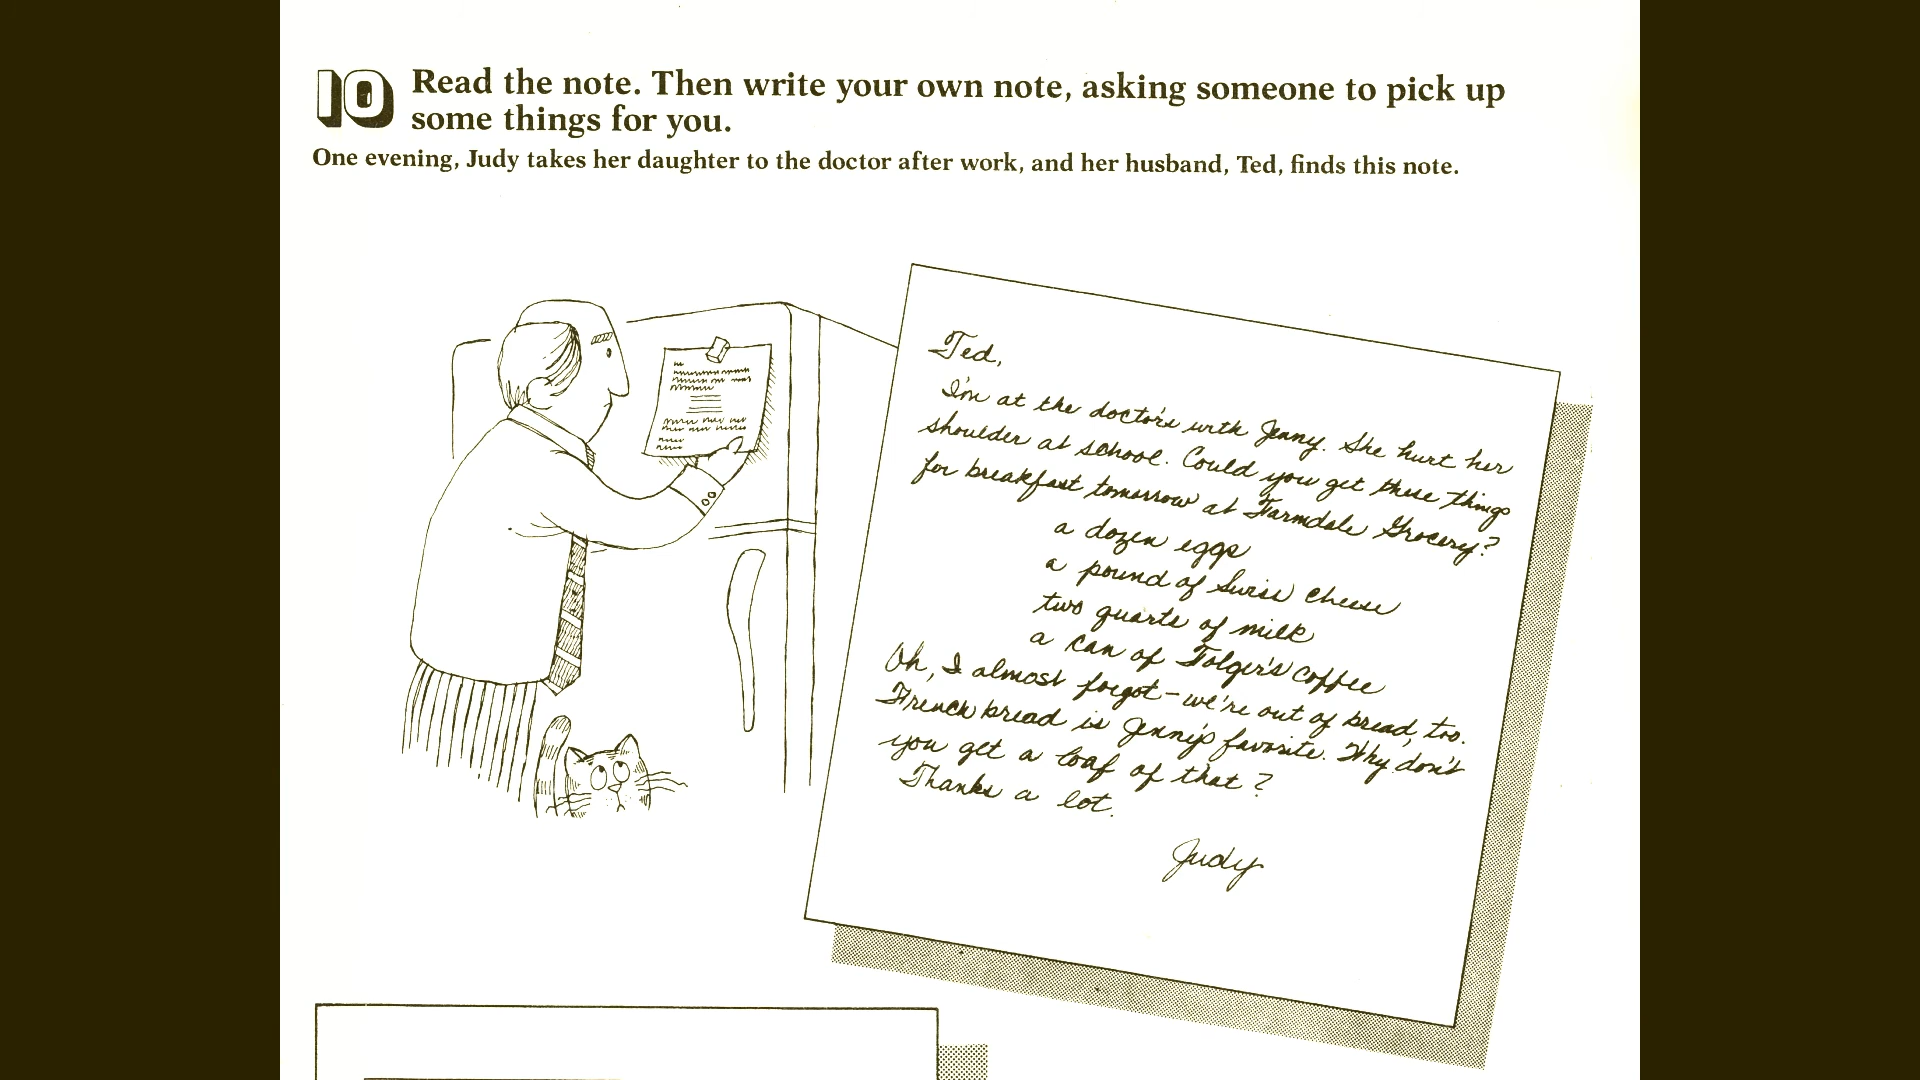 10 Read the note. Then write your own note, asking someone to pick up
some things for you.
One evening, Judy takes her daughter to the doctor after work, and her husband, Ted, finds this note.
Ted,
I'm at the doctor's with Jenny. She hurt her
shoulder at school. Could you get these things
for breakfast tomorrow at Farmdale Grocery?
a dozen eggs
a pound of Swiss cheese
two quarts of milk
a can of Folger's coffee
Oh, I almost forgot - we're out of bread, too.
French bread is Jenny's favorite. Why don't
you get a loaf of that?
Thanks a lot.
Judy